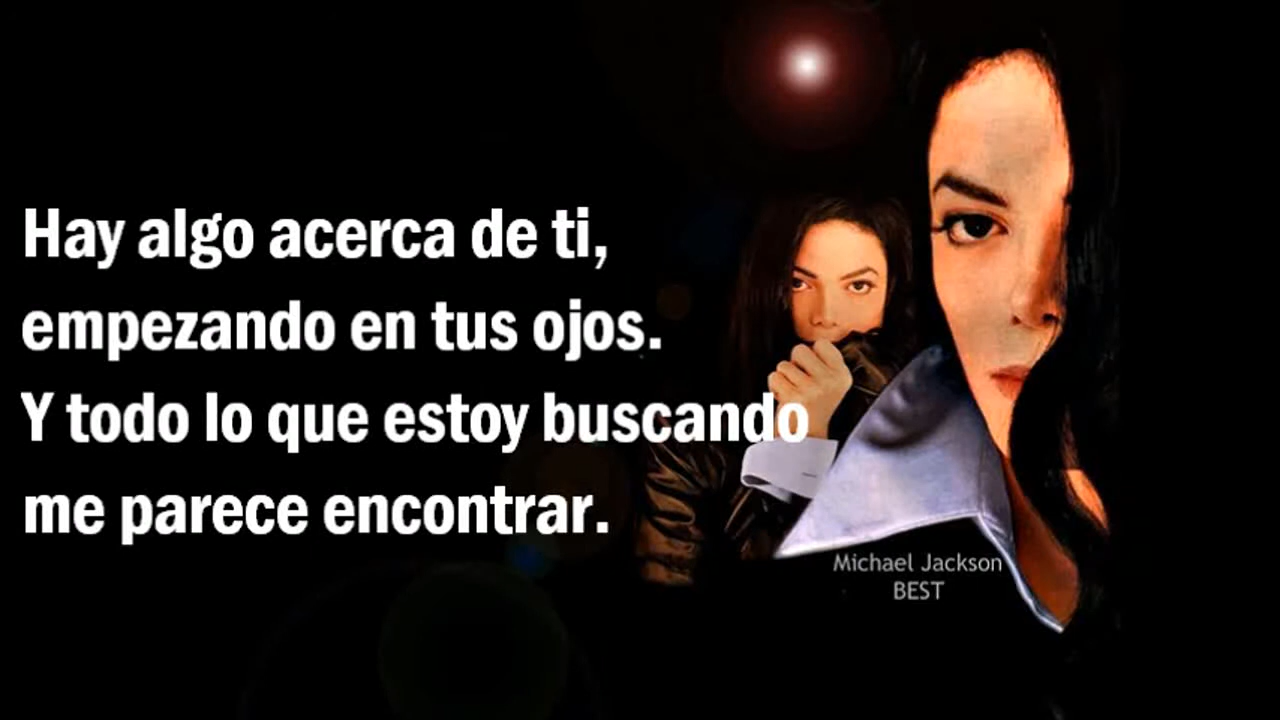 Hay algo acerca de ti,
empezando en tus ojos.
Y todo lo que estoy buscando
me parece encontrar.
Michael Jackson
BEST